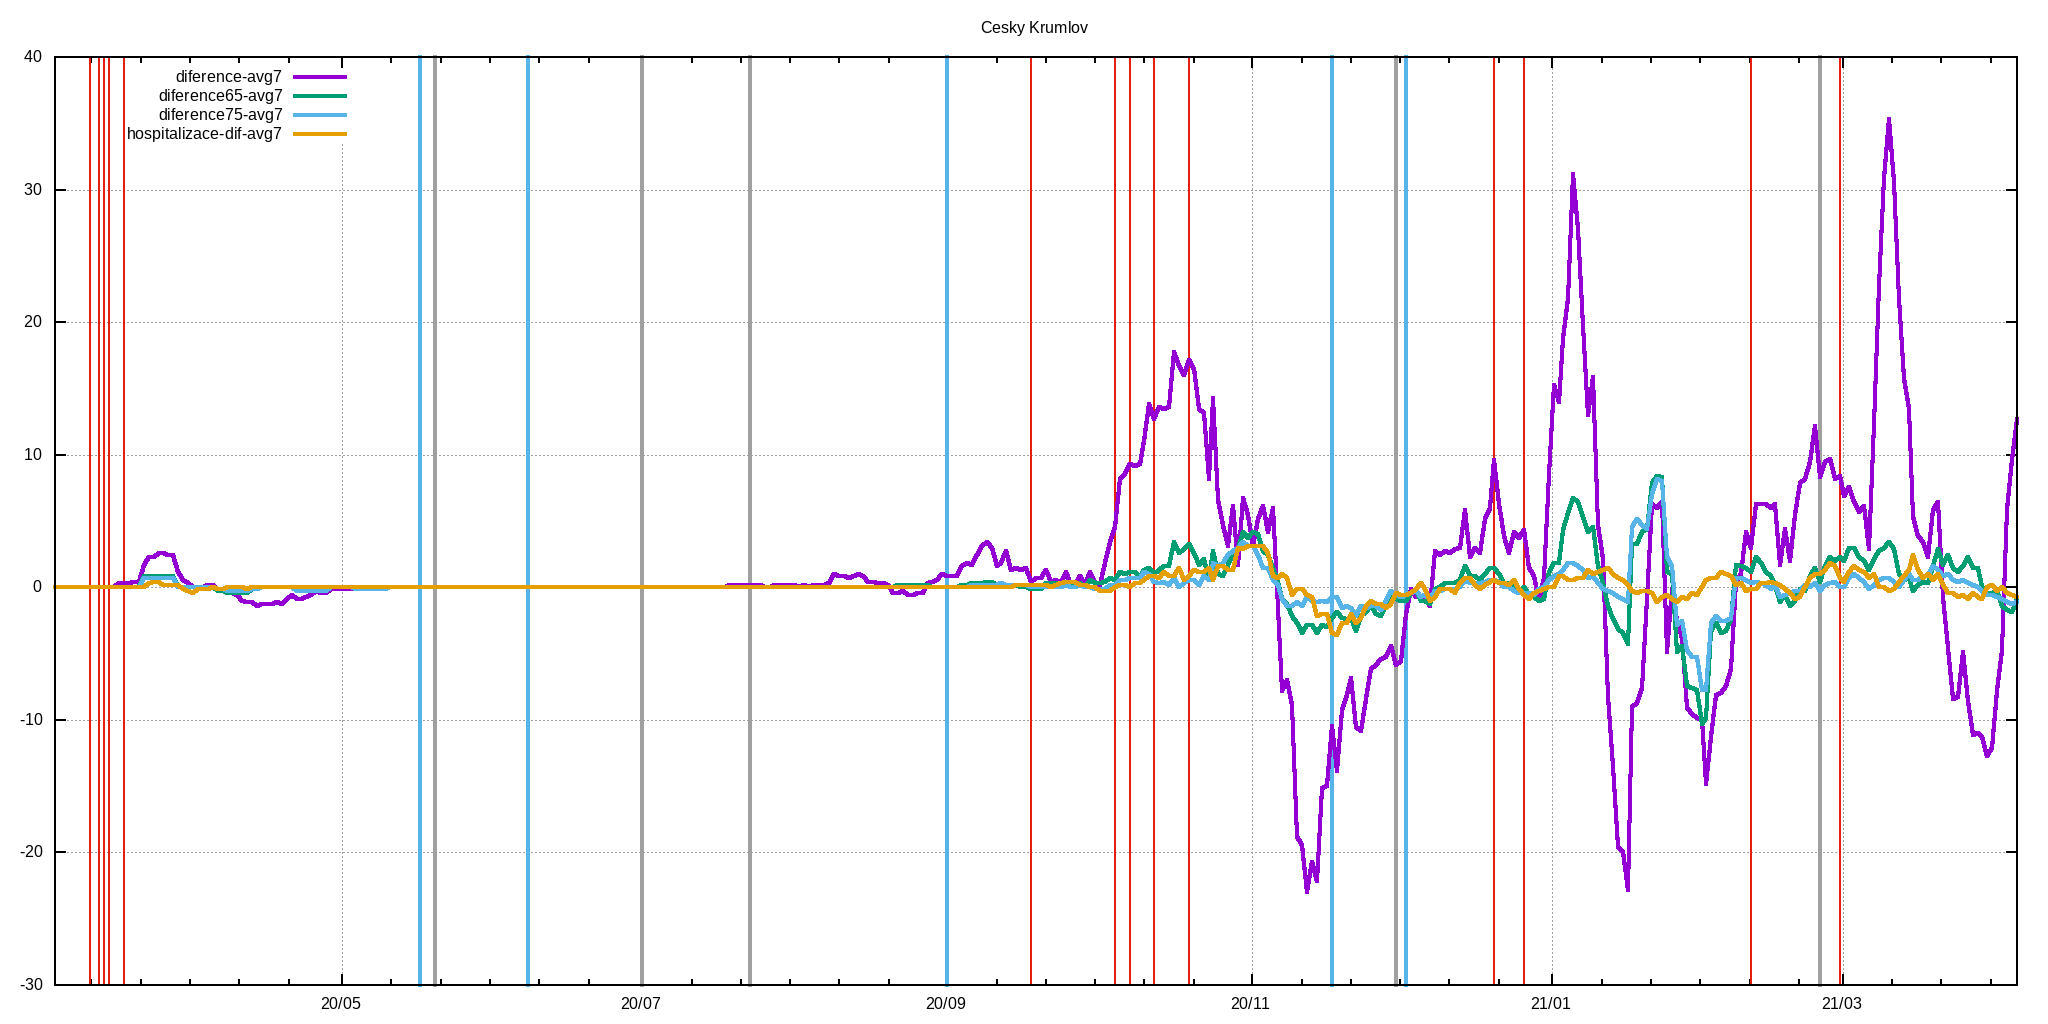 Cesky Krumlov
diference-avg7
diference65-avg7
diference75-avg7
hospitalizace-dif-avg7
40
30
20
10
0
-10
-20
-30
20/05 20/07 20/09 20/11 21/01 21/03